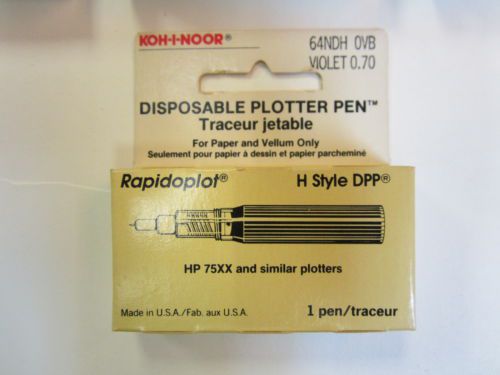 KOH-I-NOOR® 64NDH OVB
VIOLET 0.70
DISPOSABLE PLOTTER PEN™
Traceur jetable
For Paper and Vellum Only
Seulement pour papier à dessin et papier parcheminé
Rapidoplot® H Style DPP®
HP 75XX and similar plotters
Made in U.S.A./Fab. aux U.S.A. 1 pen/traceur